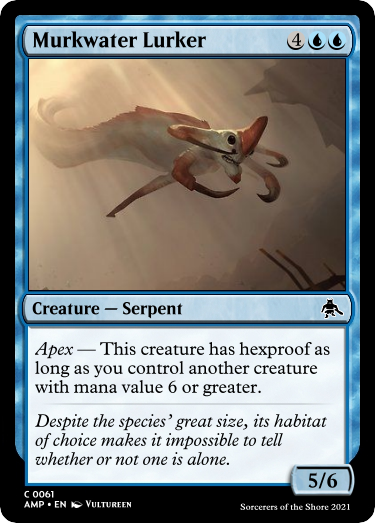 Murkwater Lurker 4
Creature — Serpent
Apex — This creature has hexproof as
long as you control another creature
with mana value 6 or greater.
Despite the species' great size, its habitat
of choice makes it impossible to tell
whether or not one is alone.
5/6
C 0061
AMP • EN Vultureen
Sorcerers of the Shore 2021